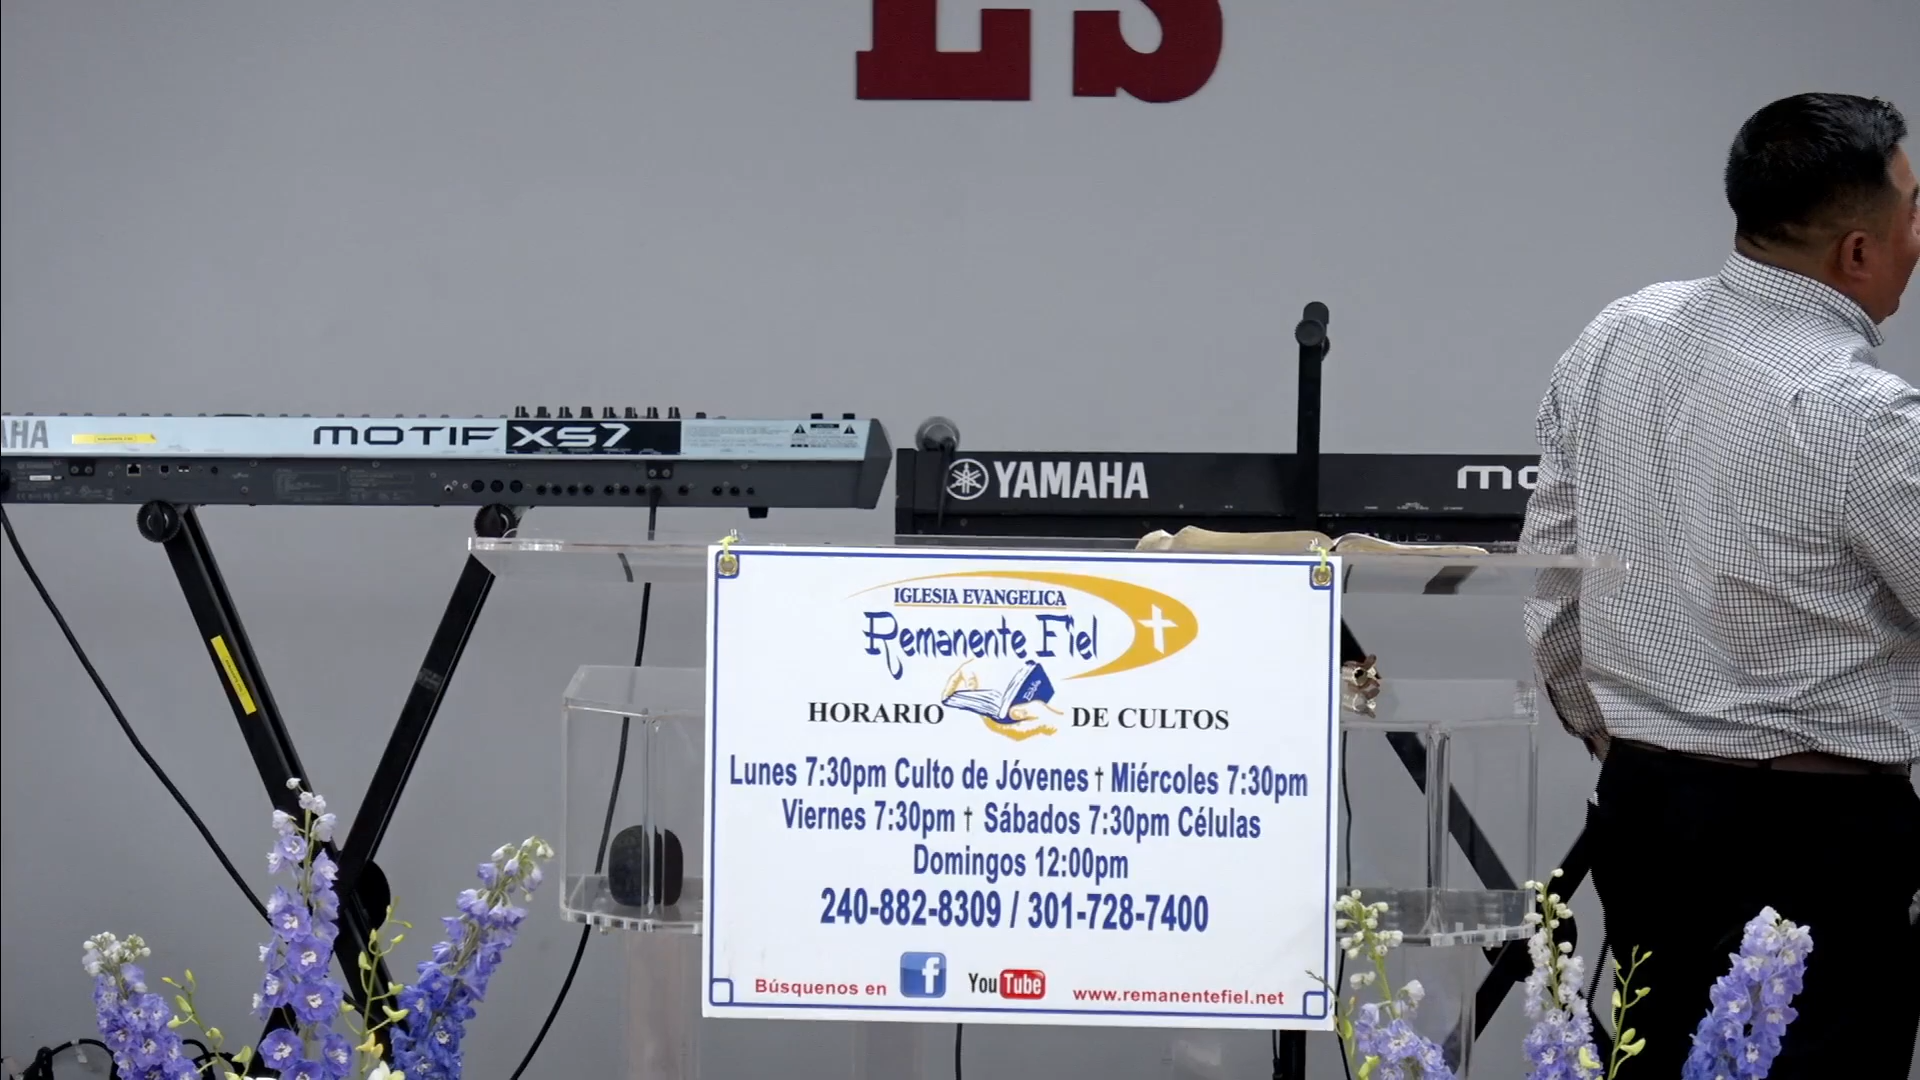 ES
AHA
MOTIF XS7
YAMAHA
MO
IGLESIA EVANGELICA
Remanente Fiel
Biblia
HORARIO DE CULTOS
Lunes 7:30pm Culto de Jóvenes † Miércoles 7:30pm
Viernes 7:30pm † Sábados 7:30pm Células
Domingos 12:00pm
240-882-8309 / 301-728-7400
Búsquenos en f YouTube www.remanentefiel.net